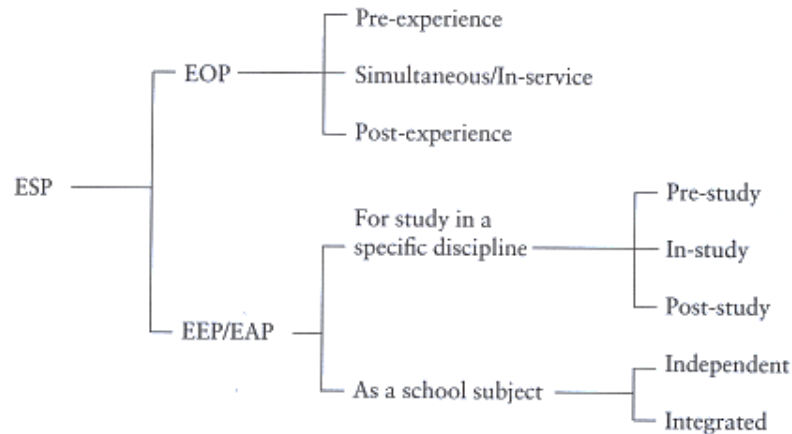 Pre-experience
EOP
Simultaneous/In-service
Post-experience
ESP
Pre-study
For study in a
specific discipline
In-study
Post-study
EEP/EAP
Independent
As a school subject
Integrated